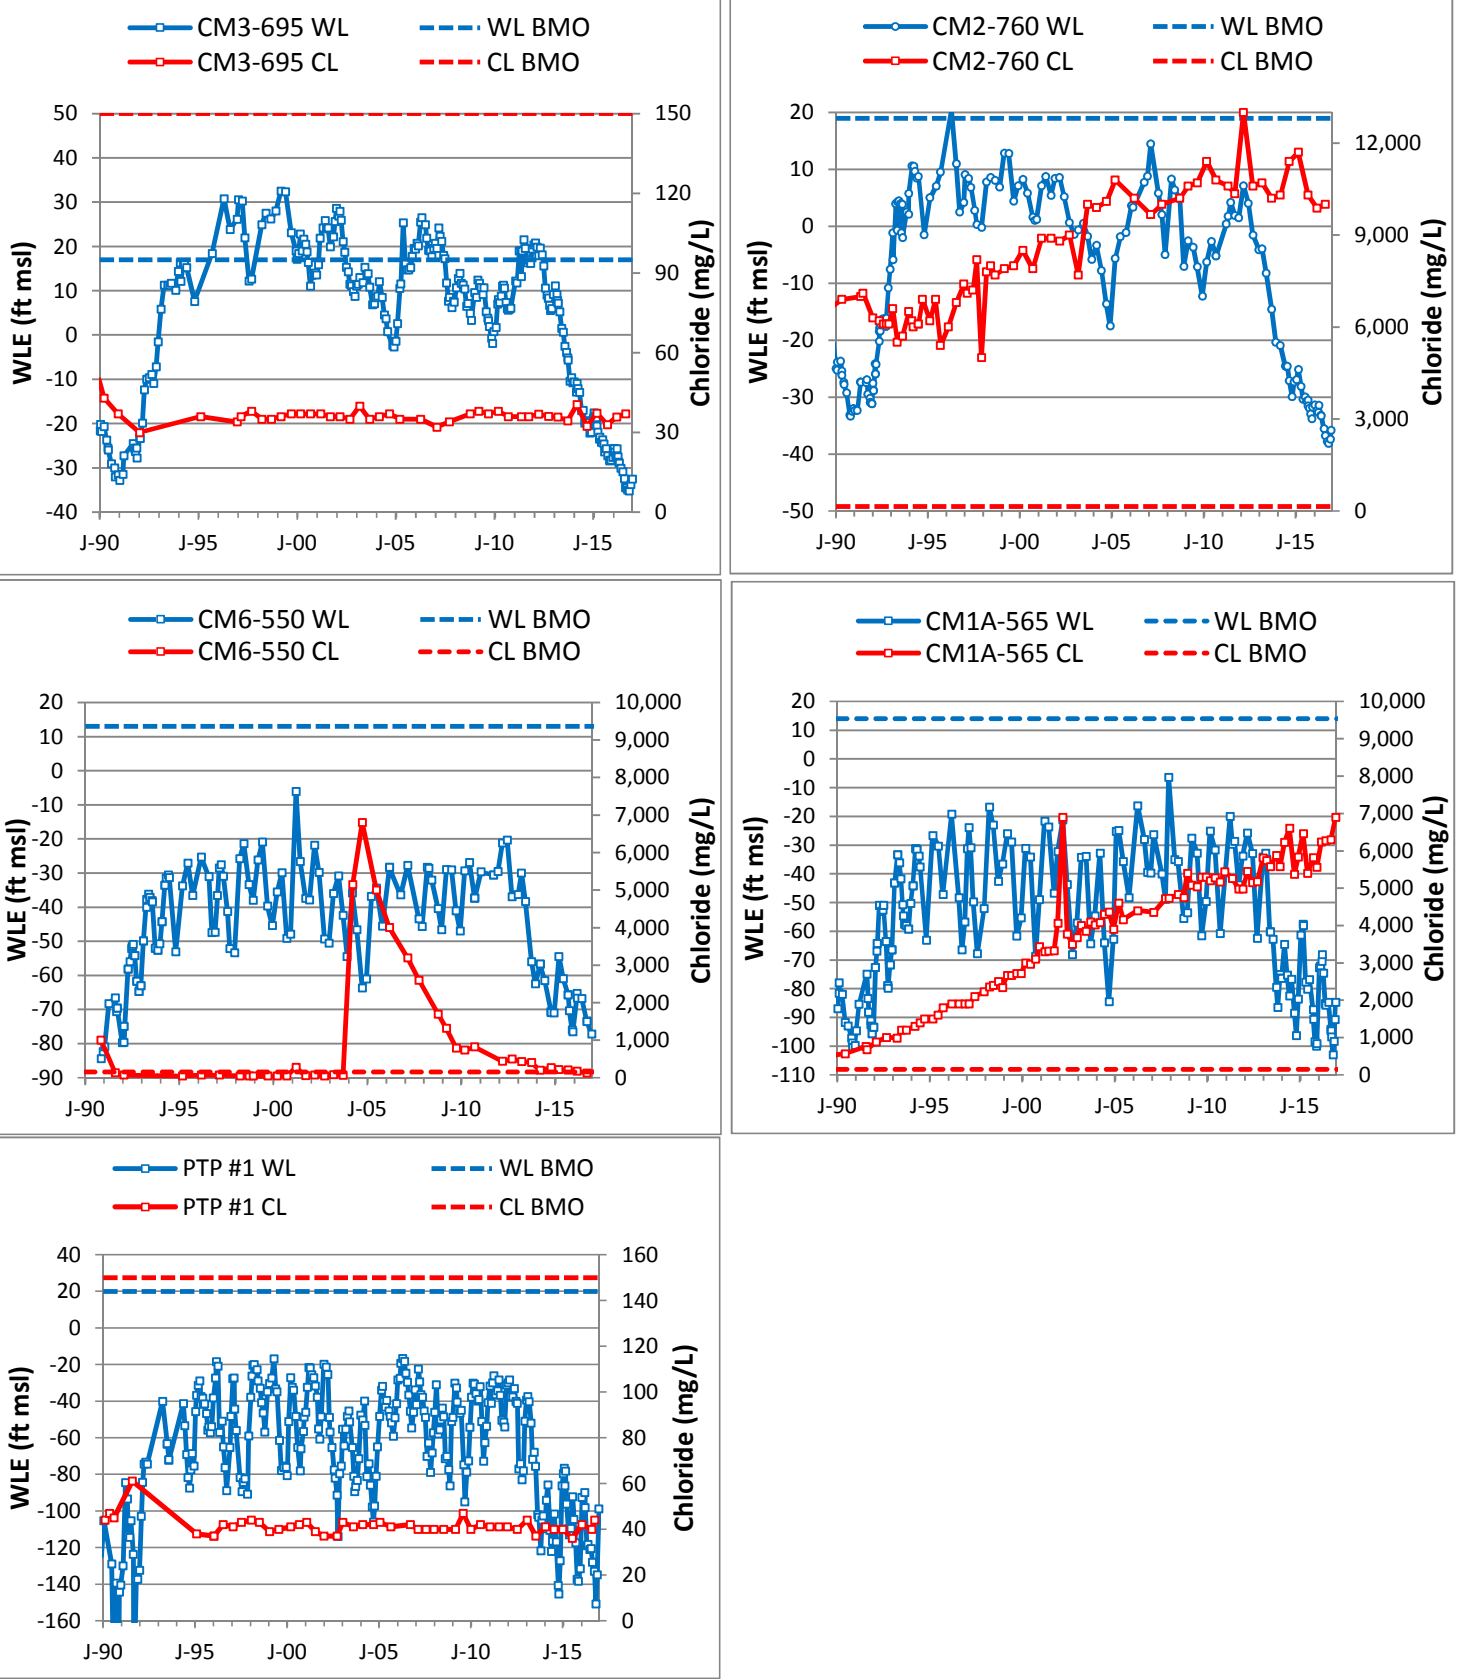 CM3-695 WL WL BMO
CM3-695 CL CL BMO
50 150
40
30 120
20
10 90
0
-10 60
-20
-30 30
-40 0
J-90 J-95 J-00 J-05 J-10 J-15
WLE (ft msl)
Chloride (mg/L)
CM2-760 WL WL BMO
CM2-760 CL CL BMO
20
12,000
10
0
9,000
-10
6,000
-20
-30
3,000
-40
-50 0
J-90 J-95 J-00 J-05 J-10 J-15
WLE (ft msl)
Chloride (mg/L)
CM6-550 WL WL BMO
CM6-550 CL CL BMO
20 10,000
10 9,000
0 8,000
-10 7,000
-20 6,000
-30 5,000
-40 4,000
-50 3,000
-60 2,000
-70 1,000
-80 0
-90
J-90 J-95 J-00 J-05 J-10 J-15
WLE (ft msl)
Chloride (mg/L)
CM1A-565 WL WL BMO
CM1A-565 CL CL BMO
20 10,000
10 9,000
0 8,000
-10 7,000
-20 6,000
-30 5,000
-40 4,000
-50 3,000
-60 2,000
-70 1,000
-80 0
-90
-100
-110
J-90 J-95 J-00 J-05 J-10 J-15
WLE (ft msl)
Chloride (mg/L)
PTP #1 WL WL BMO
PTP #1 CL CL BMO
40 160
20 140
0 120
-20 100
-40 80
-60 60
-80 40
-100 20
-120 0
-140
-160
J-90 J-95 J-00 J-05 J-10 J-15
WLE (ft msl)
Chloride (mg/L)